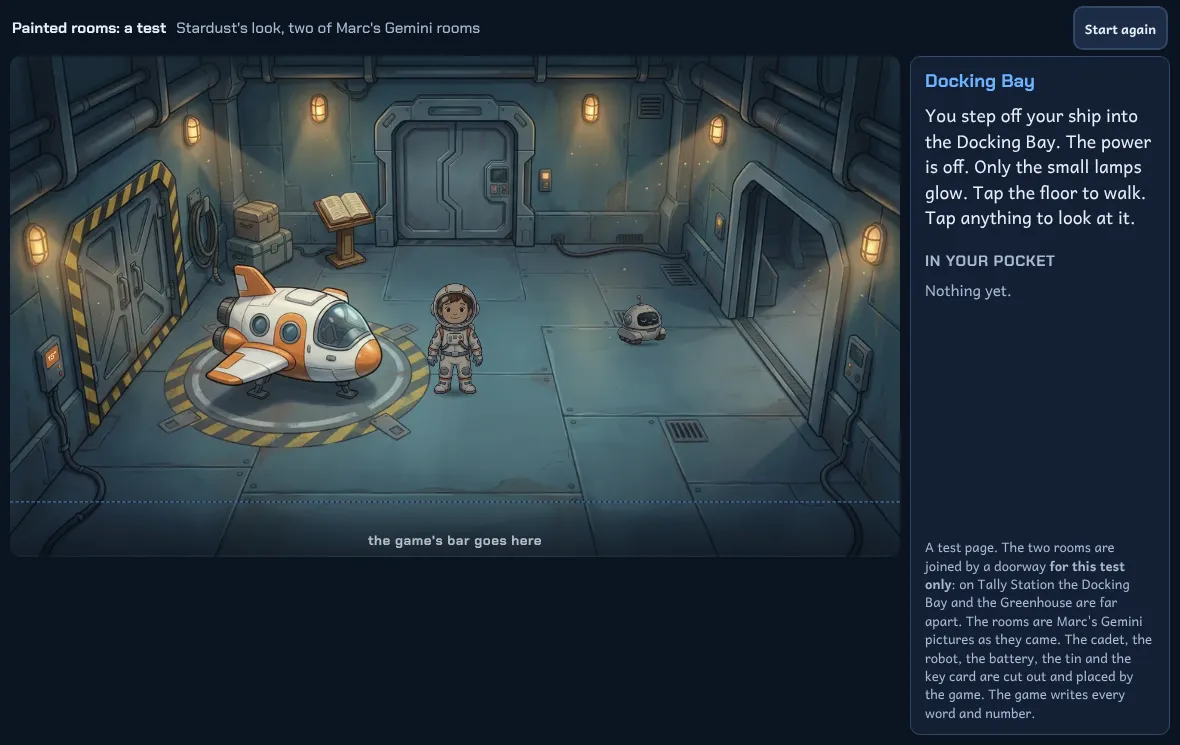 Painted rooms: a test Stardust's look, two of Marc's Gemini rooms
Start again
the game's bar goes here
Docking Bay
You step off your ship into
the Docking Bay. The power
is off. Only the small lamps
glow. Tap the floor to walk.
Tap anything to look at it.
IN YOUR POCKET
Nothing yet.
A test page. The two rooms are
joined by a doorway for this test
only: on Tally Station the Docking
Bay and the Greenhouse are far
apart. The rooms are Marc's Gemini
pictures as they came. The cadet, the
robot, the battery, the tin and the
key card are cut out and placed by
the game. The game writes every
word and number.